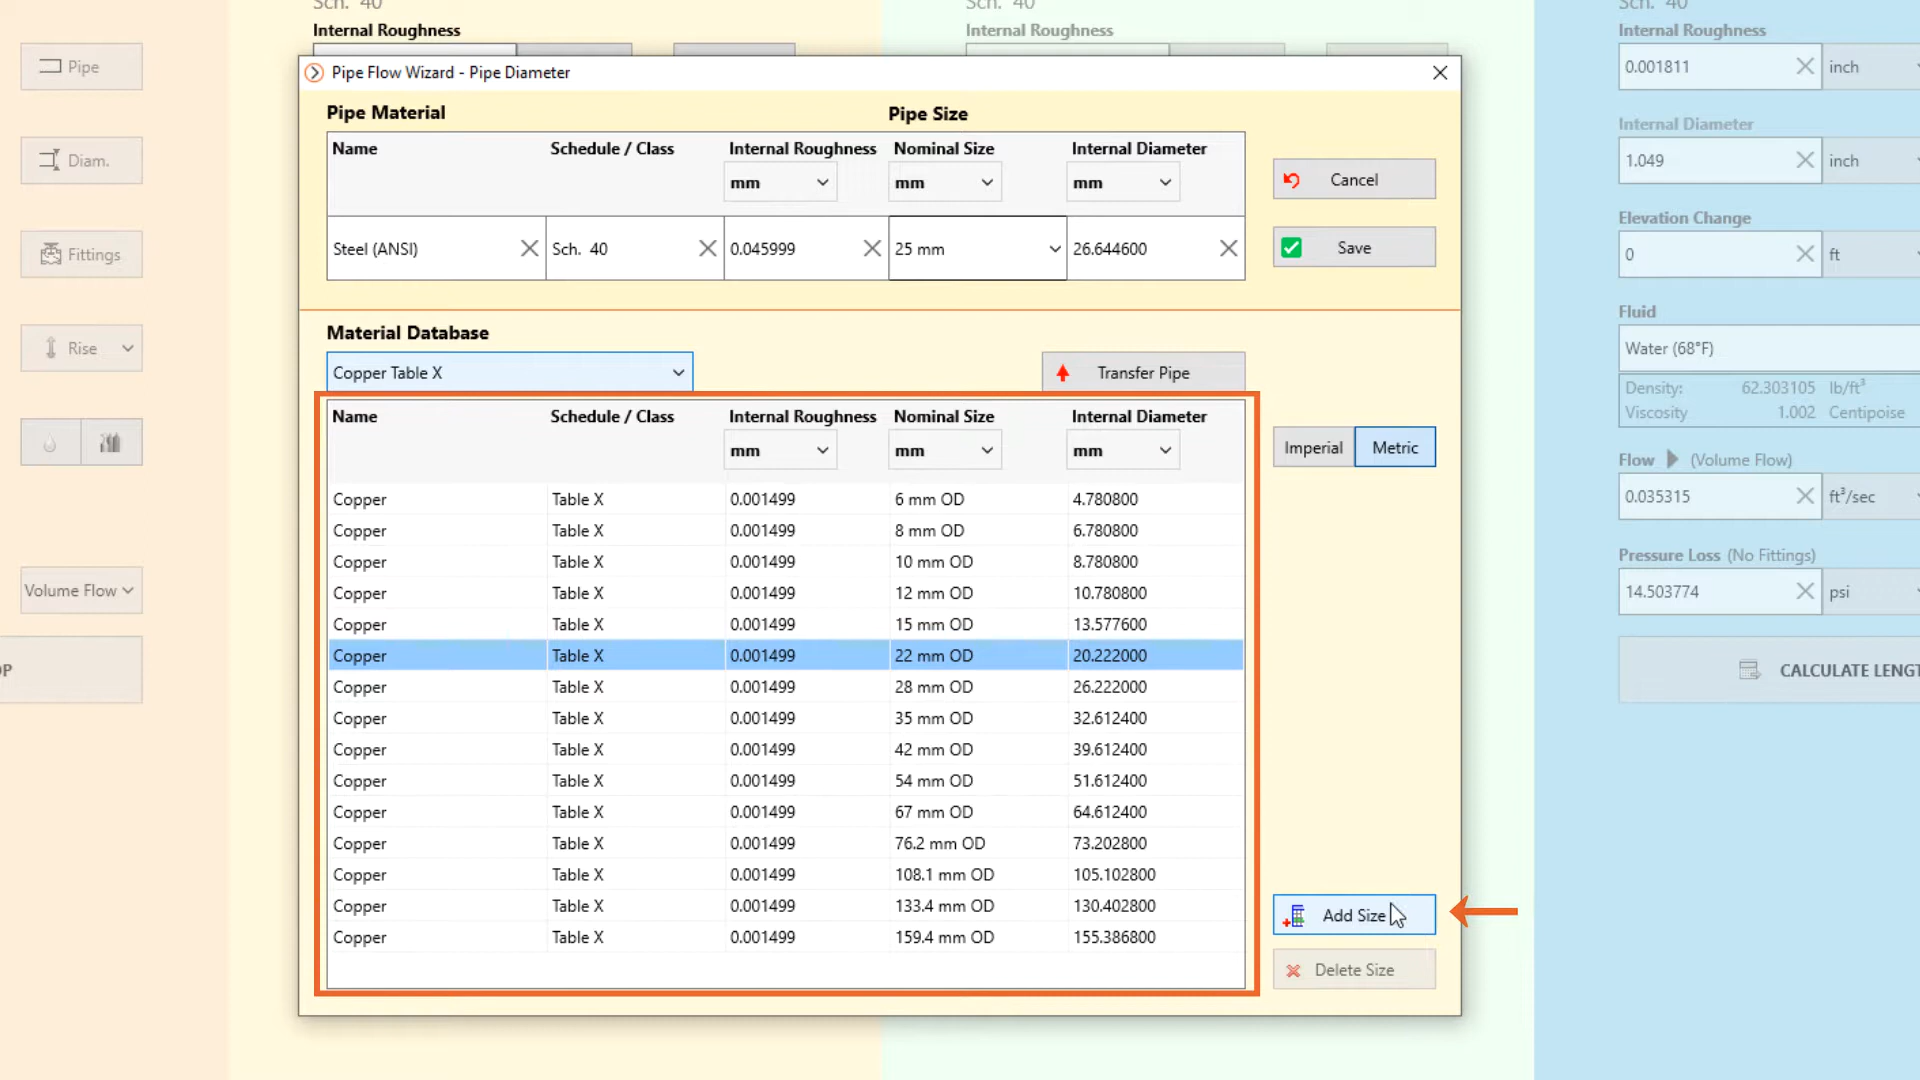 Sch. 40
Sch. 40
Sch. 40
Internal Roughness
Internal Roughness
Internal Roughness
0.001811
inch
Internal Diameter
1.049
inch
Elevation Change
0
ft
Fluid
Water (68°F)
Density: 62.303105 lb/ft³
Viscosity 1.002 Centipoise
Flow (Volume Flow)
0.035315
ft³/sec
Pressure Loss (No Fittings)
14.503774
psi
CALCULATE
Pipe
Diam.
Fittings
Rise
Volume Flow
Pipe Flow Wizard - Pipe Diameter
Pipe Material
Pipe Size
Name Schedule / Class Internal Roughness Nominal Size Internal Diameter
mm mm mm
Steel (ANSI) Sch. 40 0.045999 25 mm 26.644600
Cancel
Save
Material Database
Copper Table X
Transfer Pipe
Name Schedule / Class Internal Roughness Nominal Size Internal Diameter
mm mm mm
Copper Table X 0.001499 6 mm OD 4.780800
Copper Table X 0.001499 8 mm OD 6.780800
Copper Table X 0.001499 10 mm OD 8.780800
Copper Table X 0.001499 12 mm OD 10.780800
Copper Table X 0.001499 15 mm OD 13.577600
Copper Table X 0.001499 22 mm OD 20.222000
Copper Table X 0.001499 28 mm OD 26.222000
Copper Table X 0.001499 35 mm OD 32.612400
Copper Table X 0.001499 42 mm OD 39.612400
Copper Table X 0.001499 54 mm OD 51.612400
Copper Table X 0.001499 67 mm OD 64.612400
Copper Table X 0.001499 76.2 mm OD 73.202800
Copper Table X 0.001499 108.1 mm OD 105.102800
Copper Table X 0.001499 133.4 mm OD 130.402800
Copper Table X 0.001499 159.4 mm OD 155.386800
Imperial Metric
Add Size
Delete Size